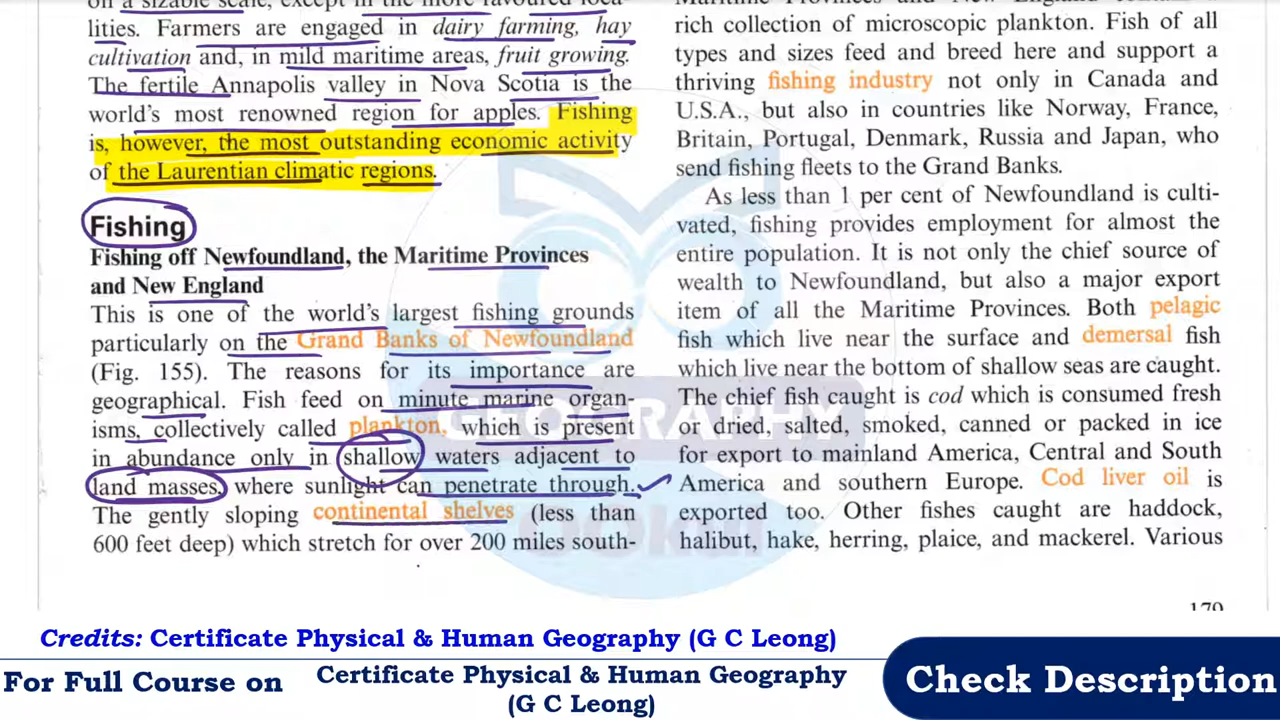 on a sizable scale, except in the more favoured loca-
lities. Farmers are engaged in dairy farming, hay
cultivation and, in mild maritime areas, fruit growing.
The fertile Annapolis valley in Nova Scotia is the
world's most renowned region for apples. Fishing
is, however, the most outstanding economic activity
of the Laurentian climatic regions.
Fishing
Fishing off Newfoundland, the Maritime Provinces
and New England
This is one of the world's largest fishing grounds
particularly on the Grand Banks of Newfoundland
(Fig. 155). The reasons for its importance are
geographical. Fish feed on minute marine organ-
isms, collectively called plankton, which is present
in abundance only in shallow waters adjacent to
land masses, where sunlight can penetrate through.
The gently sloping continental shelves (less than
600 feet deep) which stretch for over 200 miles south-
Maritime Provinces and New England contain a
rich collection of microscopic plankton. Fish of all
types and sizes feed and breed here and support a
thriving fishing industry not only in Canada and
U.S.A., but also in countries like Norway, France,
Britain, Portugal, Denmark, Russia and Japan, who
send fishing fleets to the Grand Banks.
As less than 1 per cent of Newfoundland is culti-
vated, fishing provides employment for almost the
entire population. It is not only the chief source of
wealth to Newfoundland, but also a major export
item of all the Maritime Provinces. Both pelagic
fish which live near the surface and demersal fish
which live near the bottom of shallow seas are caught.
The chief fish caught is cod which is consumed fresh
or dried, salted, smoked, canned or packed in ice
for export to mainland America, Central and South
America and southern Europe. Cod liver oil is
exported too. Other fishes caught are haddock,
halibut, hake, herring, plaice, and mackerel. Various
GEOGRAPHY
Credits: Certificate Physical & Human Geography (G C Leong)
For Full Course on
Certificate Physical & Human Geography
(G C Leong)
Check Description